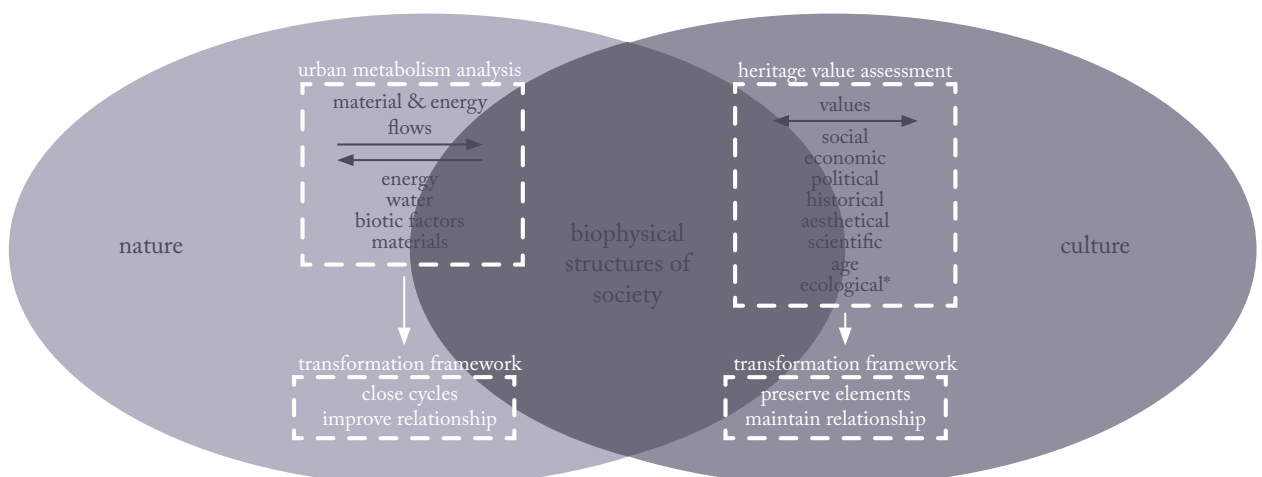 urban metabolism analysis
material & energy
flows
energy
water
biotic factors
materials
nature
transformation framework
close cycles
improve relationship
biophysical
structures of
society
heritage value assessment
values
social
economic
political
historical
aesthetical
scientific
age
ecological*
culture
transformation framework
preserve elements
maintain relationship